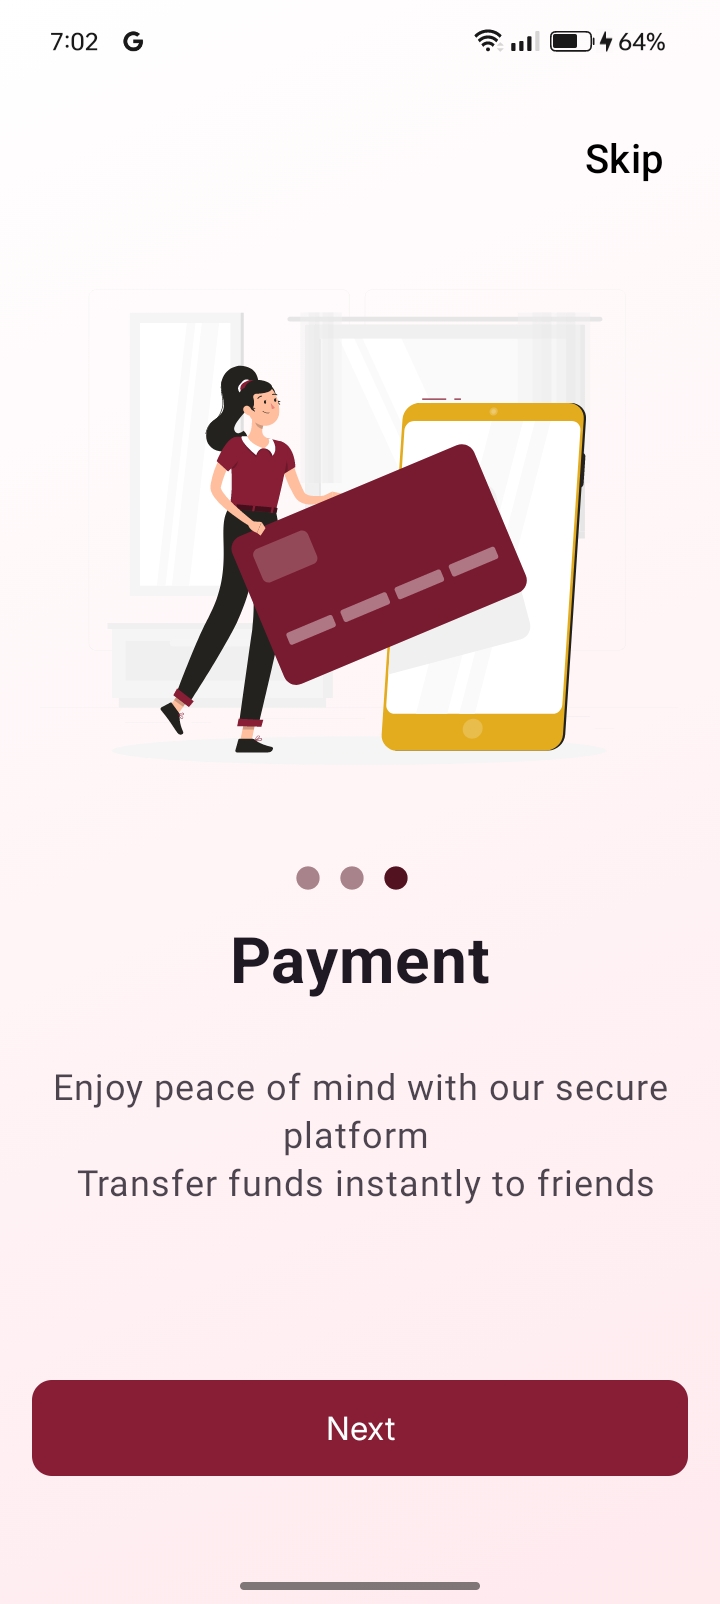 7:02 G 64%
Skip
Payment
Enjoy peace of mind with our secure
platform
Transfer funds instantly to friends
Next